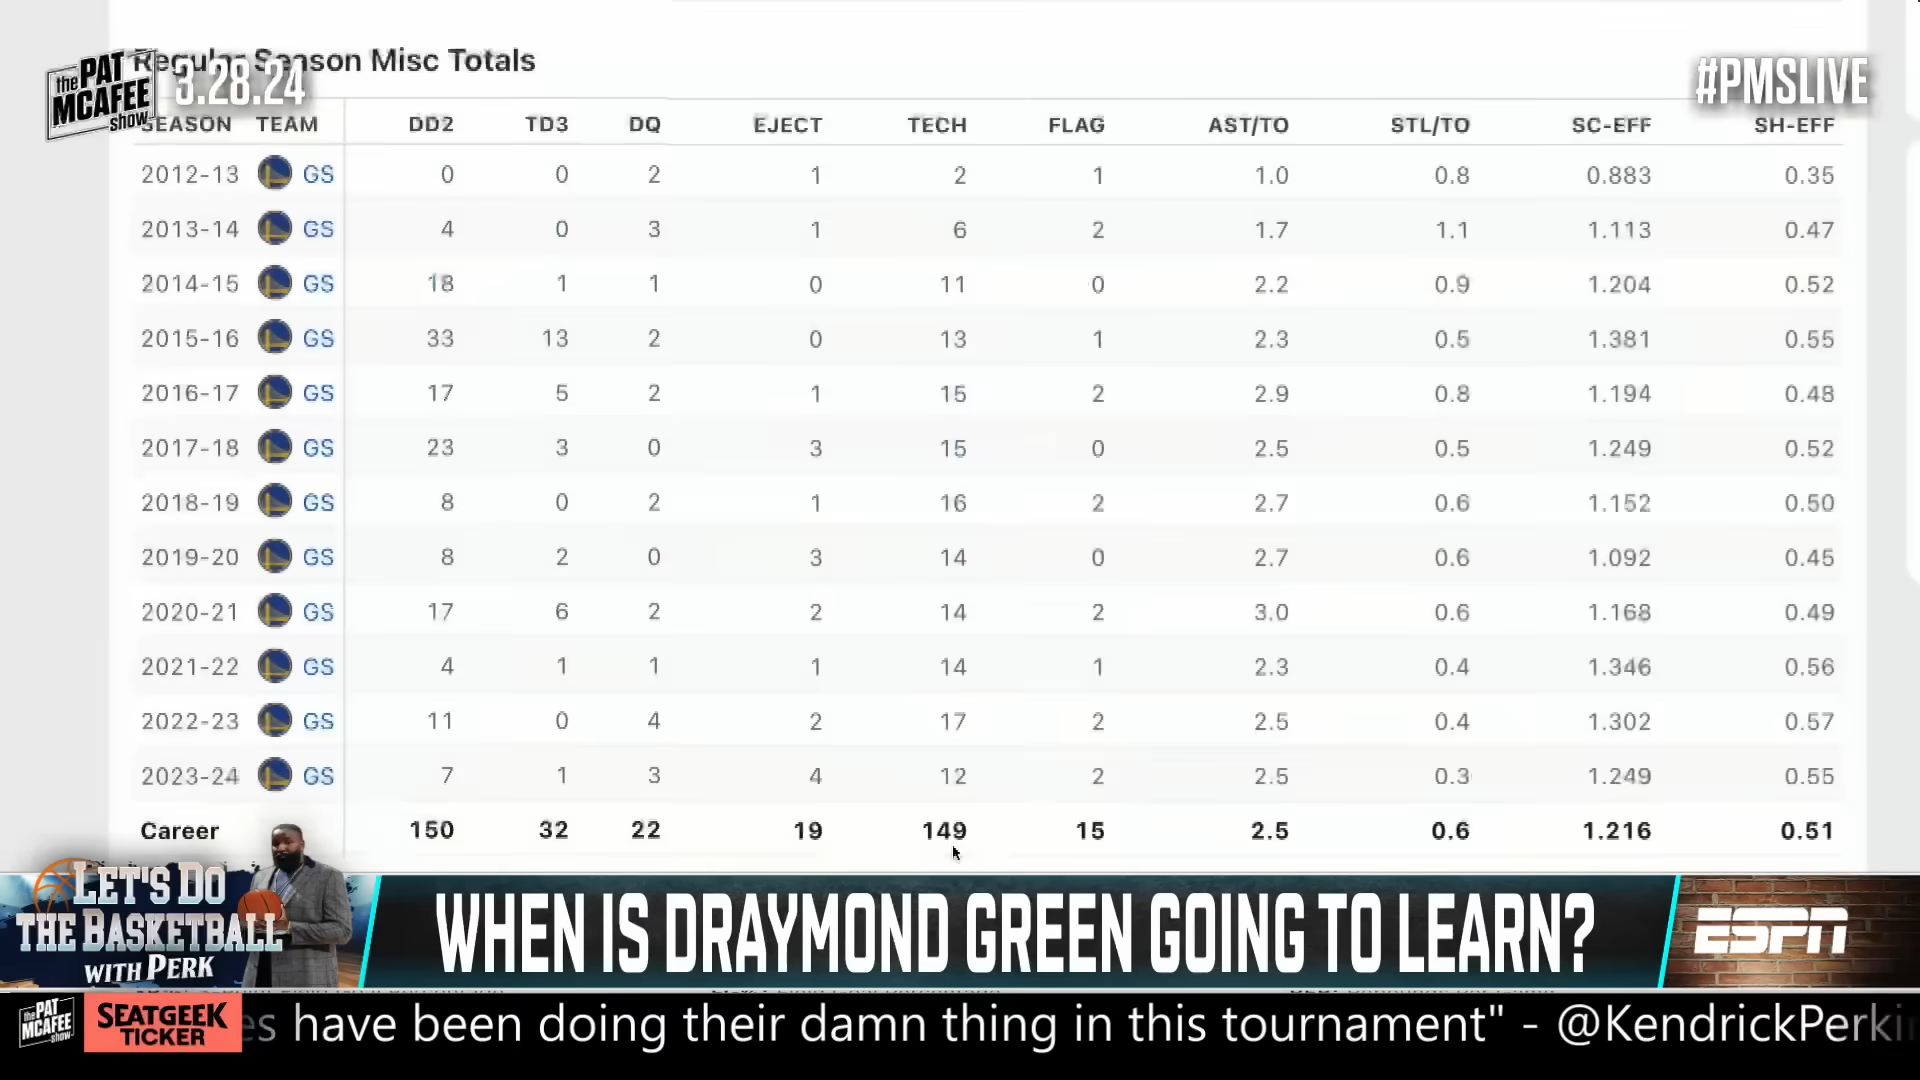 Regular Season Misc Totals
the PAT MCAFEE show
3.28.24
#PMSLIVE
SEASON TEAM DD2 TD3 DQ EJECT TECH FLAG AST/TO STL/TO SC-EFF SH-EFF
2012-13 GS 0 0 2 1 2 1 1.0 0.8 0.883 0.35
2013-14 GS 4 0 3 1 6 2 1.7 1.1 1.113 0.47
2014-15 GS 18 1 1 0 11 0 2.2 0.9 1.204 0.52
2015-16 GS 33 13 2 0 13 1 2.3 0.5 1.381 0.55
2016-17 GS 17 5 2 1 15 2 2.9 0.8 1.194 0.48
2017-18 GS 23 3 0 3 15 0 2.5 0.5 1.249 0.52
2018-19 GS 8 0 2 1 16 2 2.7 0.6 1.152 0.50
2019-20 GS 8 2 0 3 14 0 2.7 0.6 1.092 0.45
2020-21 GS 17 6 2 2 14 2 3.0 0.6 1.168 0.49
2021-22 GS 4 1 1 1 14 1 2.3 0.4 1.346 0.56
2022-23 GS 11 0 4 2 17 2 2.5 0.4 1.302 0.57
2023-24 GS 7 1 3 4 12 2 2.5 0.3 1.249 0.55
Career 150 32 22 19 149 15 2.5 0.6 1.216 0.51
LET'S DO
THE BASKETBALL
WITH PERK
WHEN IS DRAYMOND GREEN GOING TO LEARN?
ESPN
the PAT MCAFEE show
SEATGEEK
TICKER
es have been doing their damn thing in this tournament" - @KendrickPerki